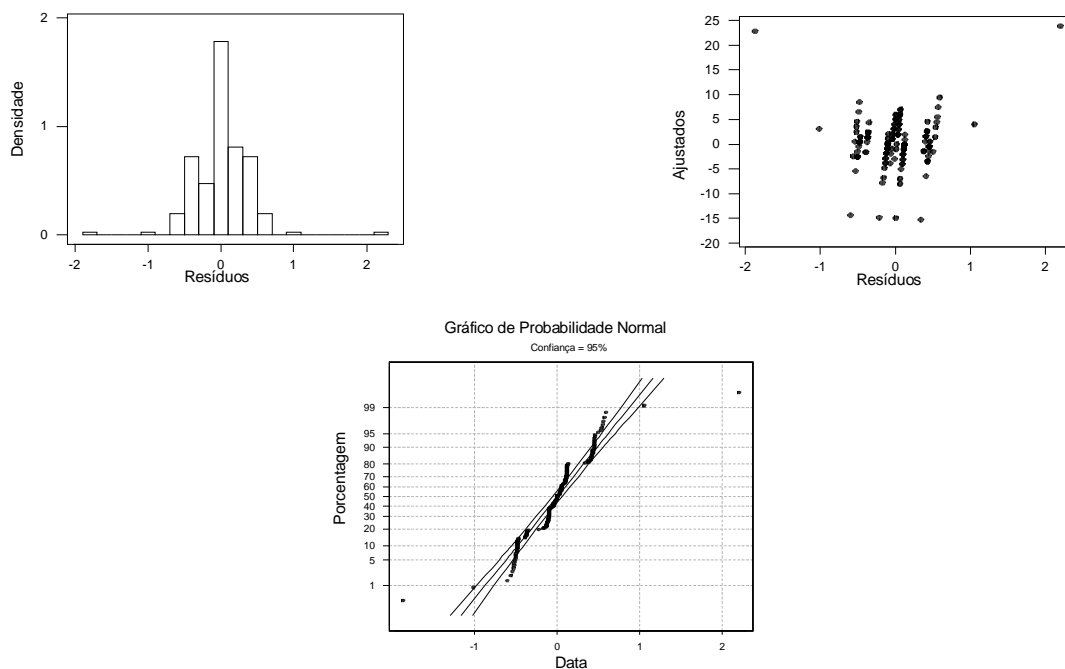 2
1
0
Densidade
-2 -1 0 1 2
Resíduos
25
20
15
10
5
0
-5
-10
-15
-20
Ajustados
-2 -1 0 1 2
Resíduos
Gráfico de Probabilidade Normal
Confiança = 95%
99
95
90
80
70
60
50
40
30
20
10
5
1
Porcentagem
-1 0 1 2
Data